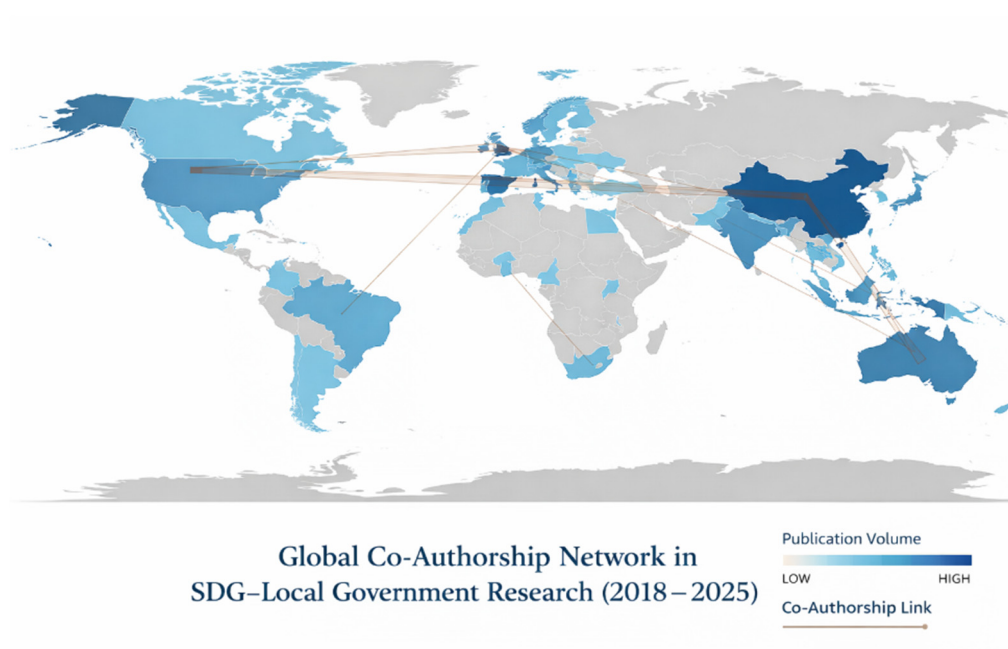 Global Co-Authorship Network in
SDG–Local Government Research (2018–2025)
Publication Volume
LOW HIGH
Co-Authorship Link